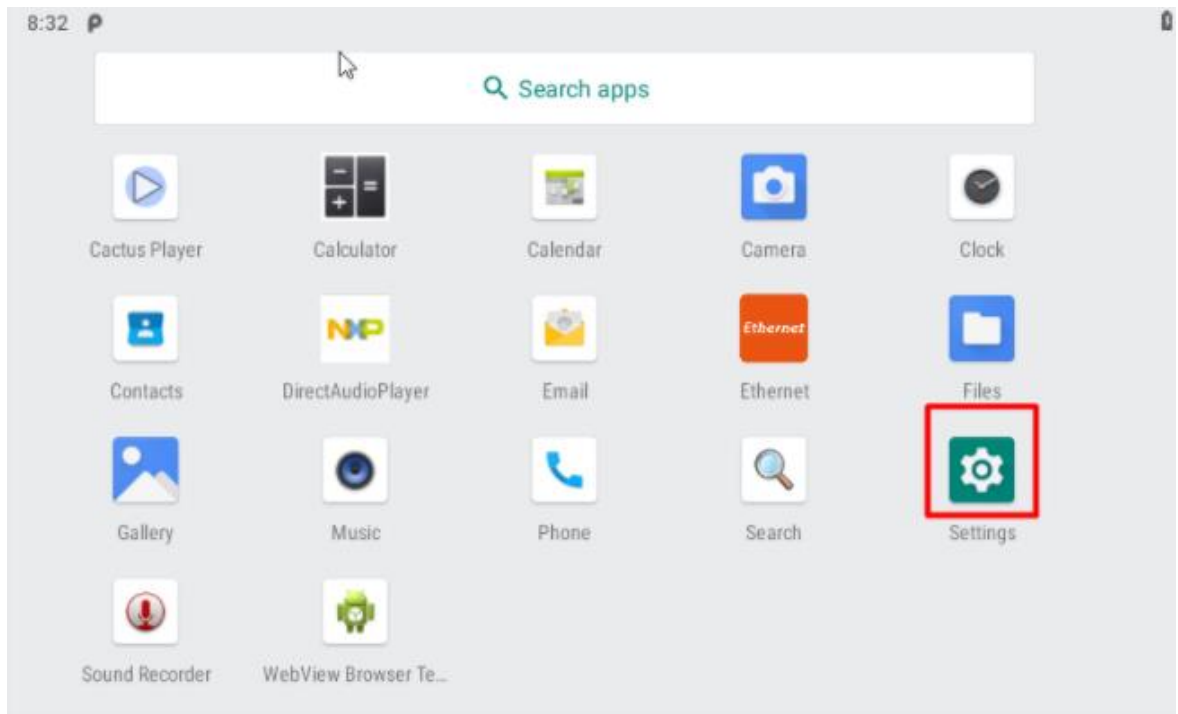 8:32
Search apps
Cactus Player Calculator Calendar Camera Clock
NXP Ethernet
Contacts DirectAudioPlayer Email Ethernet Files
Gallery Music Phone Search Settings
Sound Recorder WebView Browser Te...